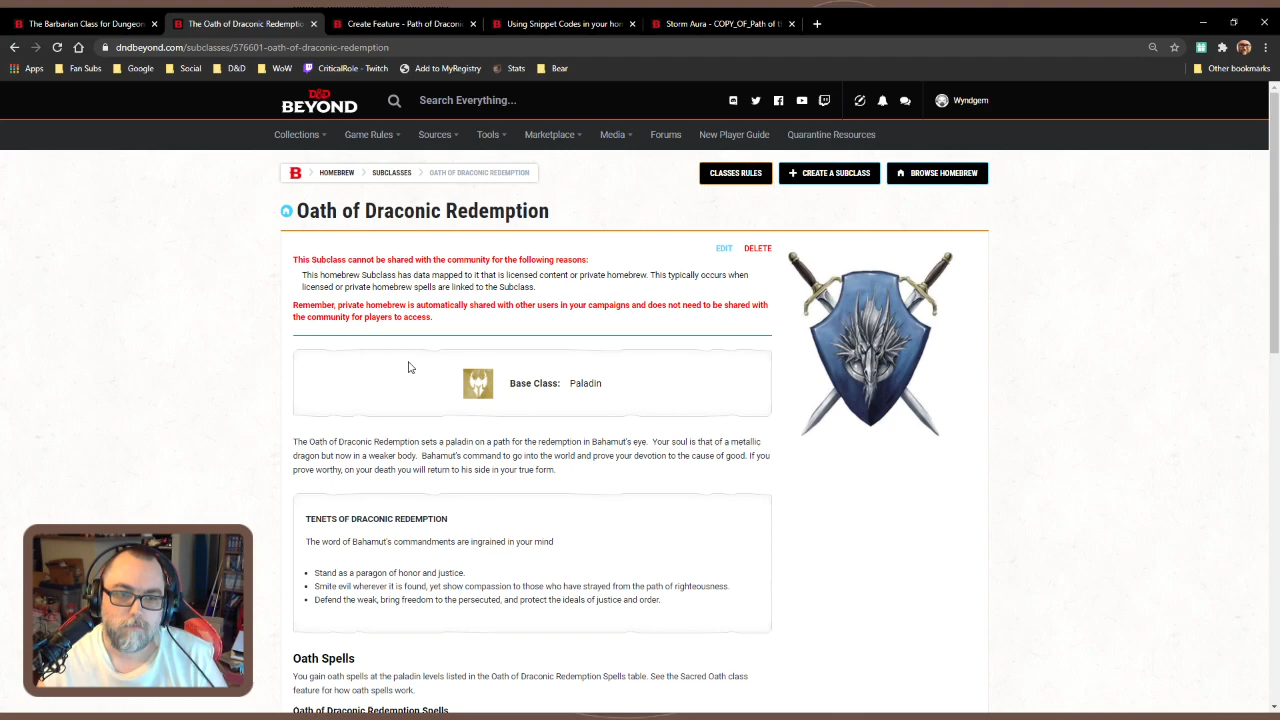 The Barbarian Class for Dungeon
The Oath of Draconic Redemptio
Create Feature - Path of Draconic
Using Snippet Codes in your hom
Storm Aura - COPY_OF_Path of th
dndbeyond.com/subclasses/576601-oath-of-draconic-redemption
Apps
Fan Subs
Google
Social
D&D
WoW
CriticalRole - Twitch
Add to MyRegistry
Stats
Bear
Other bookmarks
D&D
BEYOND
Search Everything...
Wyndgem
Collections
Game Rules
Sources
Tools
Marketplace
Media
Forums
New Player Guide
Quarantine Resources
B
HOMEBREW
SUBCLASSES
OATH OF DRACONIC REDEMPTION
CLASSES RULES
CREATE A SUBCLASS
BROWSE HOMEBREW
Oath of Draconic Redemption
EDIT
DELETE
This Subclass cannot be shared with the community for the following reasons:
This homebrew Subclass has data mapped to it that is licensed content or private homebrew. This typically occurs when
licensed or private homebrew spells are linked to the Subclass.
Remember, private homebrew is automatically shared with other users in your campaigns and does not need to be shared with
the community for players to access.
Base Class: Paladin
The Oath of Draconic Redemption sets a paladin on a path for the redemption in Bahamut's eye. Your soul is that of a metallic
dragon but now in a weaker body. Bahamut's command to go into the world and prove your devotion to the cause of good. If you
prove worthy, on your death you will return to his side in your true form.
TENETS OF DRACONIC REDEMPTION
The word of Bahamut's commandments are ingrained in your mind
• Stand as a paragon of honor and justice.
• Smite evil wherever it is found, yet show compassion to those who have strayed from the path of righteousness.
• Defend the weak, bring freedom to the persecuted, and protect the ideals of justice and order.
Oath Spells
You gain oath spells at the paladin levels listed in the Oath of Draconic Redemption Spells table. See the Sacred Oath class
feature for how oath spells work.
Oath of Draconic Redemption Spells